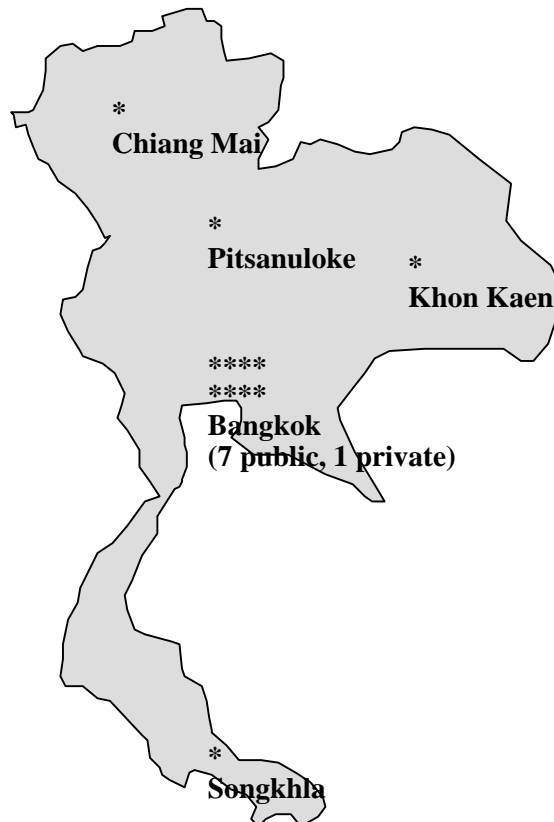 *
Chiang Mai
*
Pitsanuloke
*
Khon Kaen
****
****
Bangkok
(7 public, 1 private)
*
Songkhla